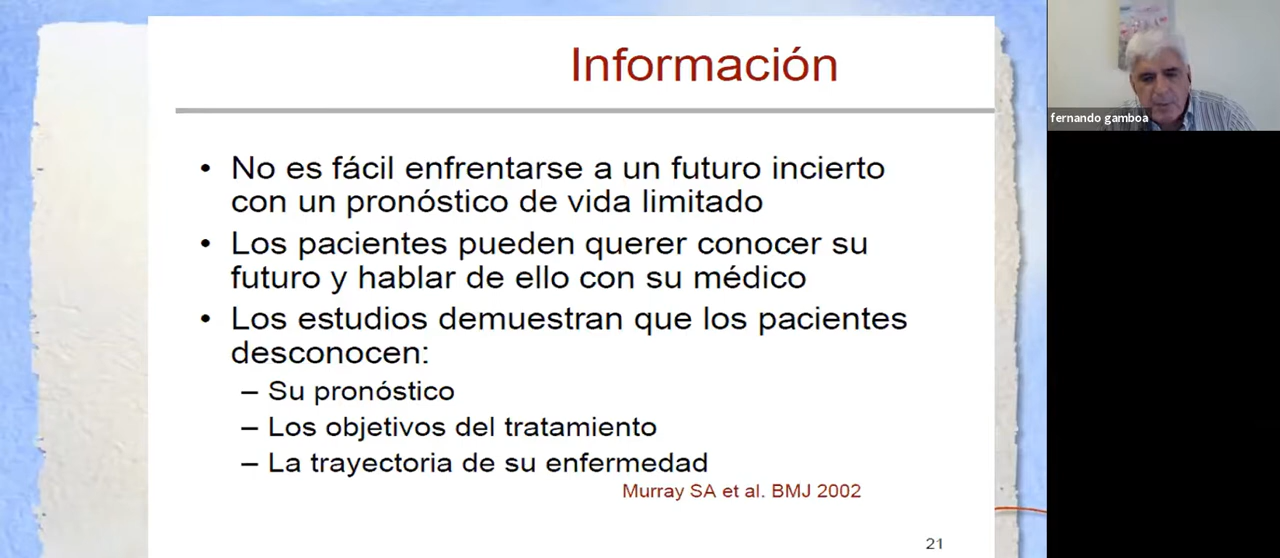 Información
• No es fácil enfrentarse a un futuro incierto
con un pronóstico de vida limitado
• Los pacientes pueden querer conocer su
futuro y hablar de ello con su médico
• Los estudios demuestran que los pacientes
desconocen:
– Su pronóstico
– Los objetivos del tratamiento
– La trayectoria de su enfermedad
Murray SA et al. BMJ 2002
21
fernando gamboa